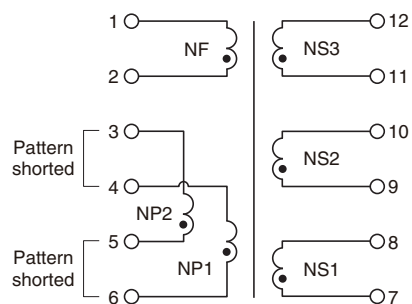 1
12
NF
NS3
2
11
3
10
Pattern
shorted
NS2
4
9
NP2
5
8
Pattern
shorted
NP1
NS1
6
7